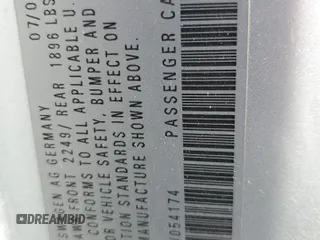 07/0
SWAGEN AG GERMANY
AWR FRONT 2249, REAR 1896 LBS
CONFORMS TO ALL APPLICABLE U.
OR VEHICLE SAFETY, BUMPER AND
TION STANDARDS IN EFFECT ON
MANUFACTURE SHOWN ABOVE.
054174 PASSENGER CA
DREAMBID